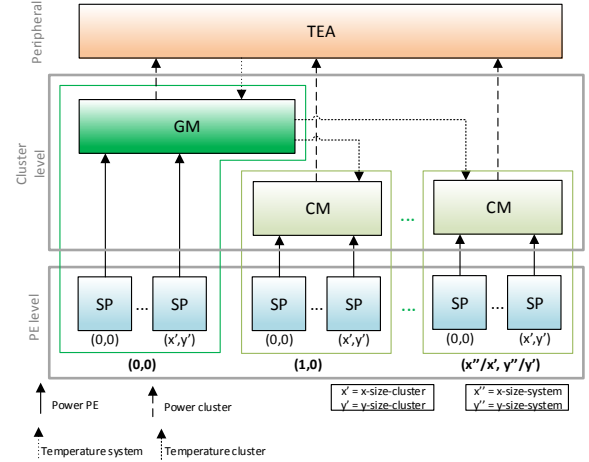 Peripheral
TEA
Cluster level
GM
CM
...
CM
PE level
SP ... SP
SP ... SP
...
SP ... SP
(0,0) (x',y')
(0,0) (x',y')
(0,0) (x',y')
(0,0)
(1,0)
(x''/x', y''/y')
Power PE
Power cluster
x' = x-size-cluster
y' = y-size-cluster
x'' = x-size-system
y'' = y-size-system
Temperature system
Temperature cluster